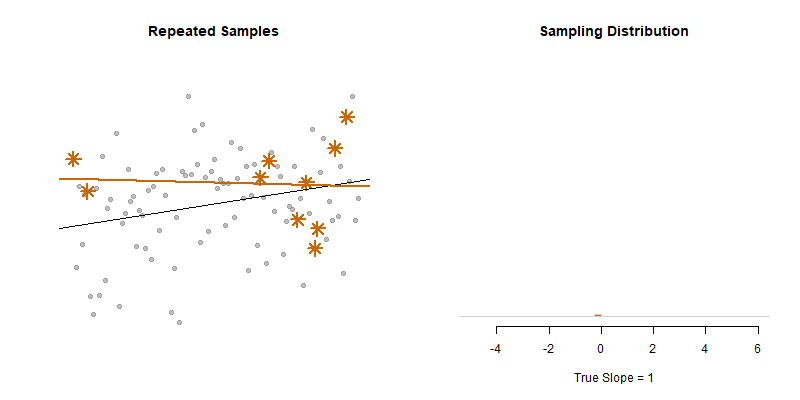 Repeated Samples
Sampling Distribution
-4 -2 0 2 4 6
True Slope = 1